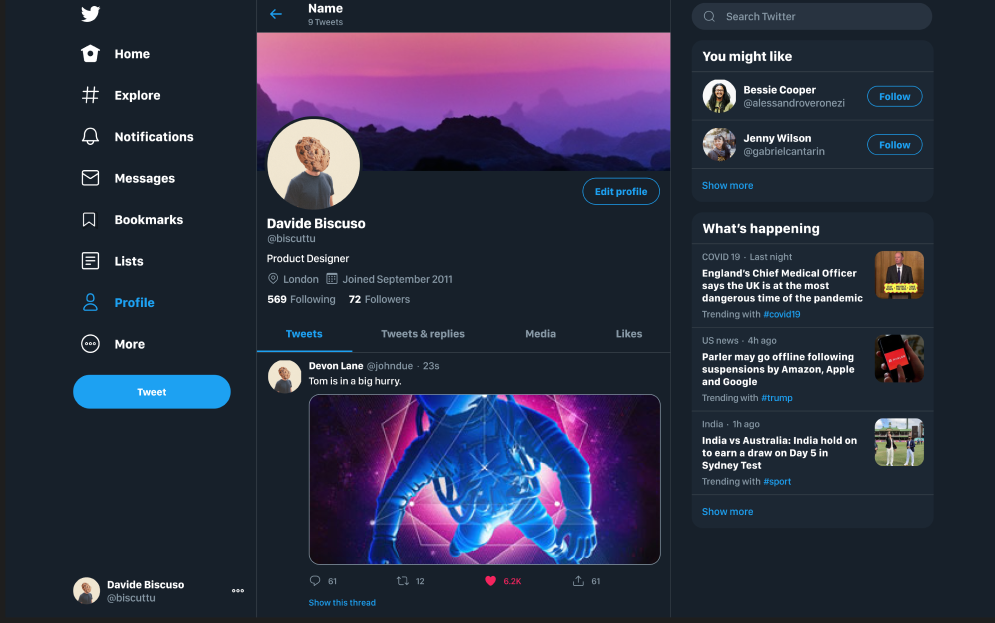 Home
Explore
Notifications
Messages
Bookmarks
Lists
Profile
More
Tweet
Davide Biscuso
@biscuttu
Name
9 Tweets
Edit profile
Davide Biscuso
@biscuttu
Product Designer
London Joined September 2011
569 Following 72 Followers
Tweets Tweets & replies Media Likes
Devon Lane @johndue · 23s
Tom is in a big hurry.
61 12 6.2K 61
Show this thread
Search Twitter
You might like
Bessie Cooper
@alessandroveronezi
Follow
Jenny Wilson
@gabrielcantarin
Follow
Show more
What's happening
COVID 19 · Last night
England's Chief Medical Officer
says the UK is at the most
dangerous time of the pandemic
Trending with #covid19
US news · 4h ago
Parler may go offline following
suspensions by Amazon, Apple
and Google
Trending with #trump
India · 1h ago
India vs Australia: India hold on
to earn a draw on Day 5 in
Sydney Test
Trending with #sport
Show more